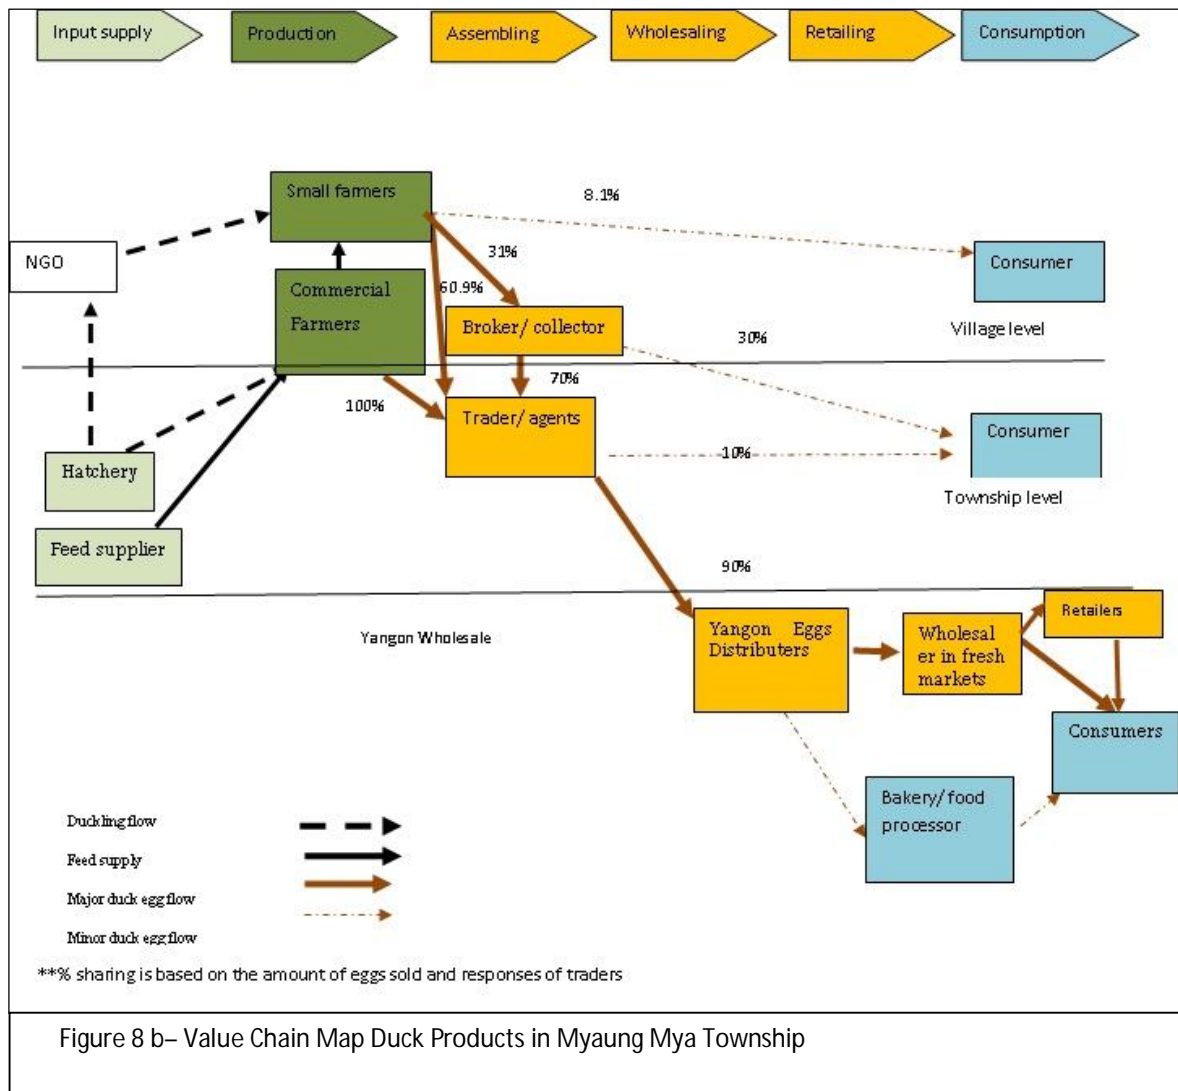 Input supply
Production
Assembling
Wholesaling
Retailing
Consumption
Small farmers
8.1%
NGO
31%
Consumer
Commercial
Farmers
60.9%
Broker/ collector
30%
Village level
70%
100%
Trader/ agents
Consumer
10%
Hatchery
Township level
Feed supplier
90%
Yangon Wholesale
Yangon Eggs
Distributers
Wholesal
er in fresh
markets
Retailers
Consumers
Bakery/ food
processor
Duckling flow
Feed supply
Major duck egg flow
Minor duck egg flow
**% sharing is based on the amount of eggs sold and responses of traders
Figure 8 b– Value Chain Map Duck Products in Myaung Mya Township